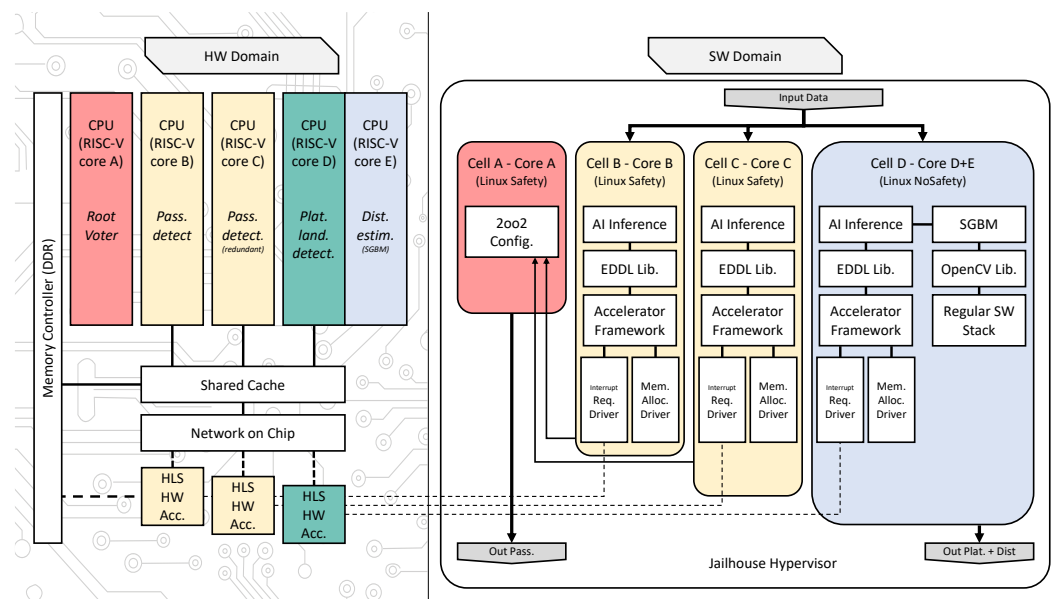 HW Domain
Memory Controller (DDR)
CPU
(RISC-V
core A)
Root
Voter
CPU
(RISC-V
core B)
Pass.
detect
CPU
(RISC-V
core C)
Pass.
detect.
(redundant)
CPU
(RISC-V
core D)
Plat.
land.
detect.
CPU
(RISC-V
core E)
Dist.
estim.
(SGBM)
Shared Cache
Network on Chip
HLS
HW
Acc.
HLS
HW
Acc.
HLS
HW
Acc.
SW Domain
Input Data
Cell A - Core A
(Linux Safety)
2oo2
Config.
Cell B - Core B
(Linux Safety)
AI Inference
EDDL Lib.
Accelerator
Framework
Interrupt
Req.
Driver
Mem.
Alloc.
Driver
Cell C - Core C
(Linux Safety)
AI Inference
EDDL Lib.
Accelerator
Framework
Interrupt
Req.
Driver
Mem.
Alloc.
Driver
Cell D - Core D+E
(Linux NoSafety)
AI Inference
EDDL Lib.
Accelerator
Framework
Interrupt
Req.
Driver
Mem.
Alloc.
Driver
SGBM
OpenCV Lib.
Regular SW
Stack
Out Pass.
Out Plat. + Dist
Jailhouse Hypervisor